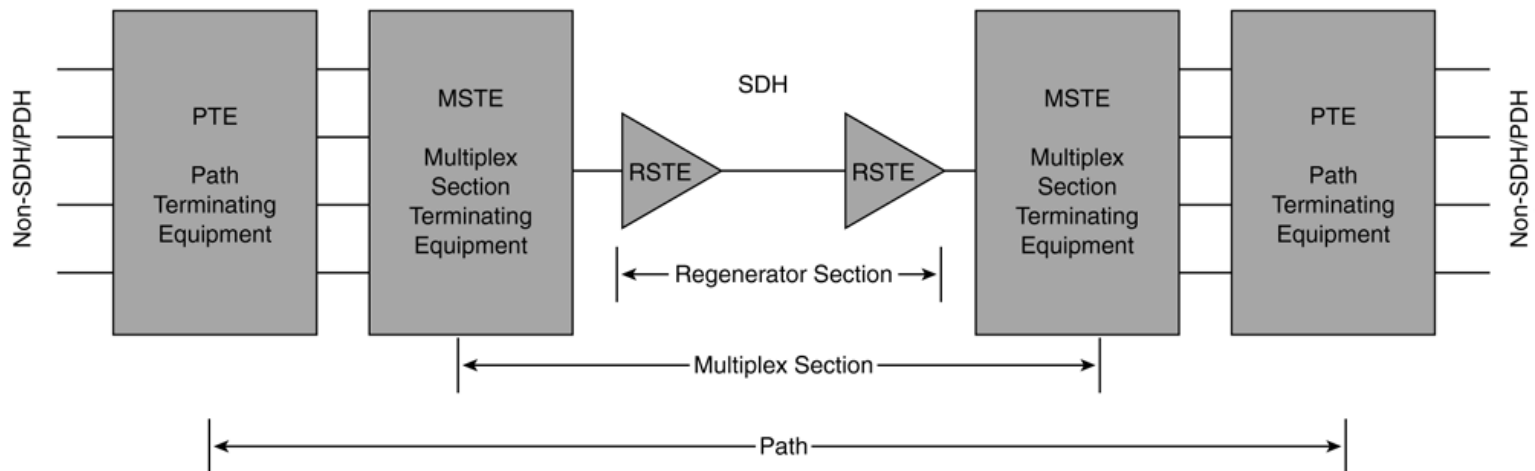 Non-SDH/PDH
PTE
Path
Terminating
Equipment
MSTE
Multiplex
Section
Terminating
Equipment
SDH
RSTE
RSTE
MSTE
Multiplex
Section
Terminating
Equipment
PTE
Path
Terminating
Equipment
Non-SDH/PDH
Regenerator Section
Multiplex Section
Path